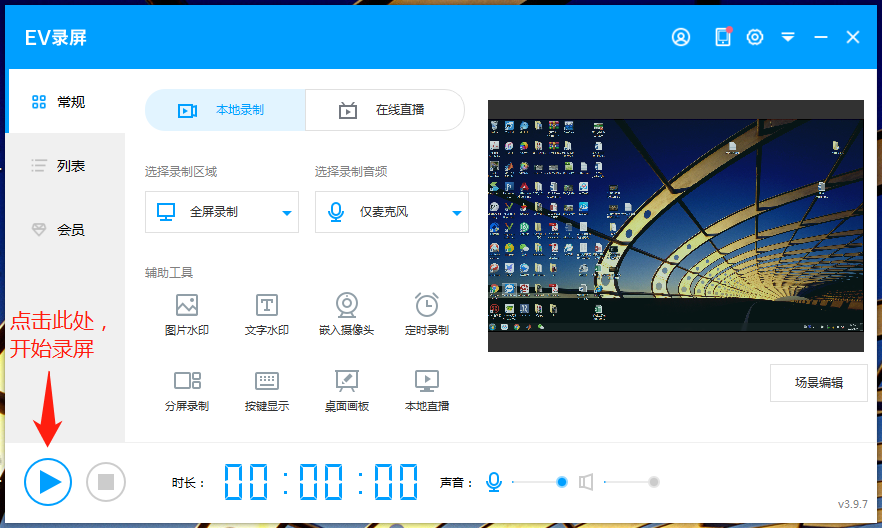 EV录屏
常规
列表
会员
本地录制
在线直播
选择录制区域
选择录制音频
全屏录制
仅麦克风
辅助工具
图片水印
文字水印
嵌入摄像头
定时录制
分屏录制
按键显示
桌面画板
本地直播
场景编辑
点击此处，
开始录屏
时长：
00:00:00
声音：
v3.9.7